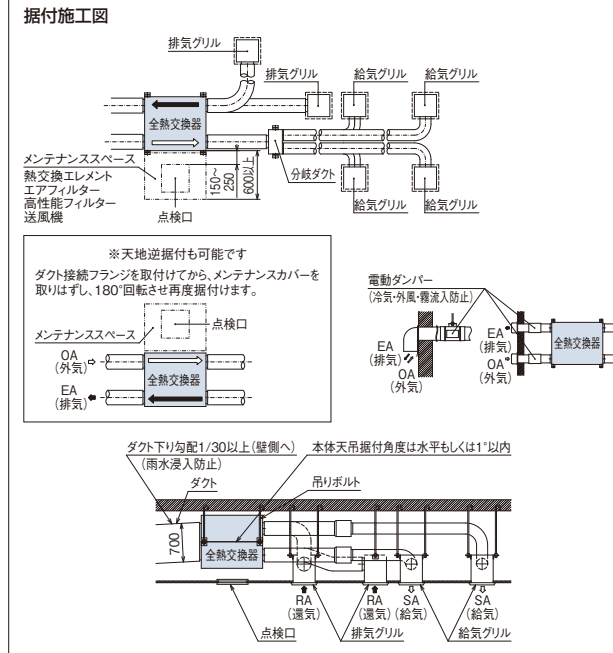 据付施工図
排気グリル
排気グリル
給気グリル
給気グリル
全熱交換器
メンテナンススペース
熱交換エレメント
エアフィルター
高性能フィルター
送風機
点検口
150~
250
600以上
分岐ダクト
給気グリル
給気グリル
※天地逆据付も可能です
ダクト接続フランジを取付けてから、メンテナンスカバーを
取りはずし、180°回転させ再度据付けます。
メンテナンススペース
点検口
OA
(外気)
EA
(排気)
全熱交換器
電動ダンパー
(冷気・外風・霧流入防止)
EA
(排気)
OA
(外気)
EA
(排気)
OA
(外気)
全熱交換器
ダクト下り勾配1/30以上(壁側へ)
(雨水浸入防止)
本体天吊据付角度は水平もしくは1°以内
ダクト
吊りボルト
700
全熱交換器
RA
(還気)
RA
(還気)
SA
(給気)
SA
(給気)
点検口
排気グリル
給気グリル